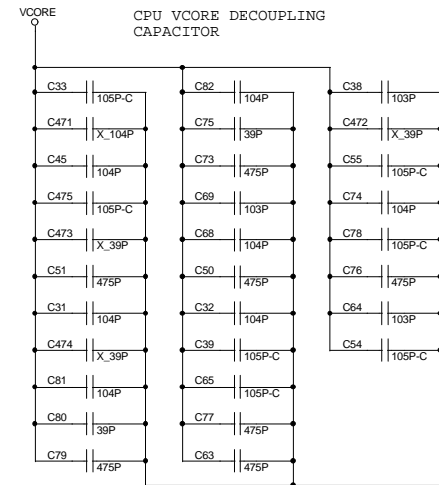 VCORE
CPU VCORE DECOUPLING
CAPACITOR
C33
105P-C
C471
X_104P
C45
104P
C475
105P-C
C473
X_39P
C51
475P
C31
104P
C474
X_39P
C81
104P
C80
39P
C79
475P
C82
104P
C75
39P
C73
475P
C69
103P
C68
104P
C50
475P
C32
104P
C39
105P-C
C65
105P-C
C77
475P
C63
475P
C38
103P
C472
X_39P
C55
105P-C
C74
104P
C78
105P-C
C76
475P
C64
103P
C54
105P-C